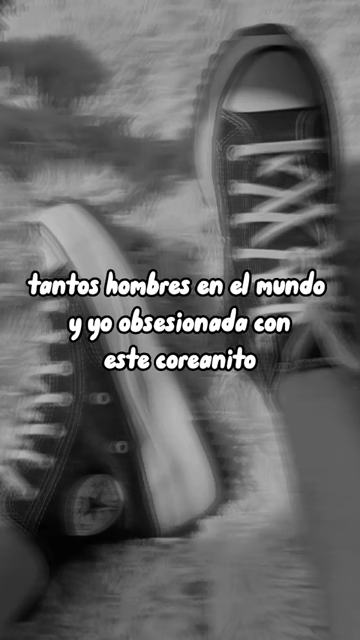 tantos hombres en el mundo
y yo obsesionada con
este coreanito